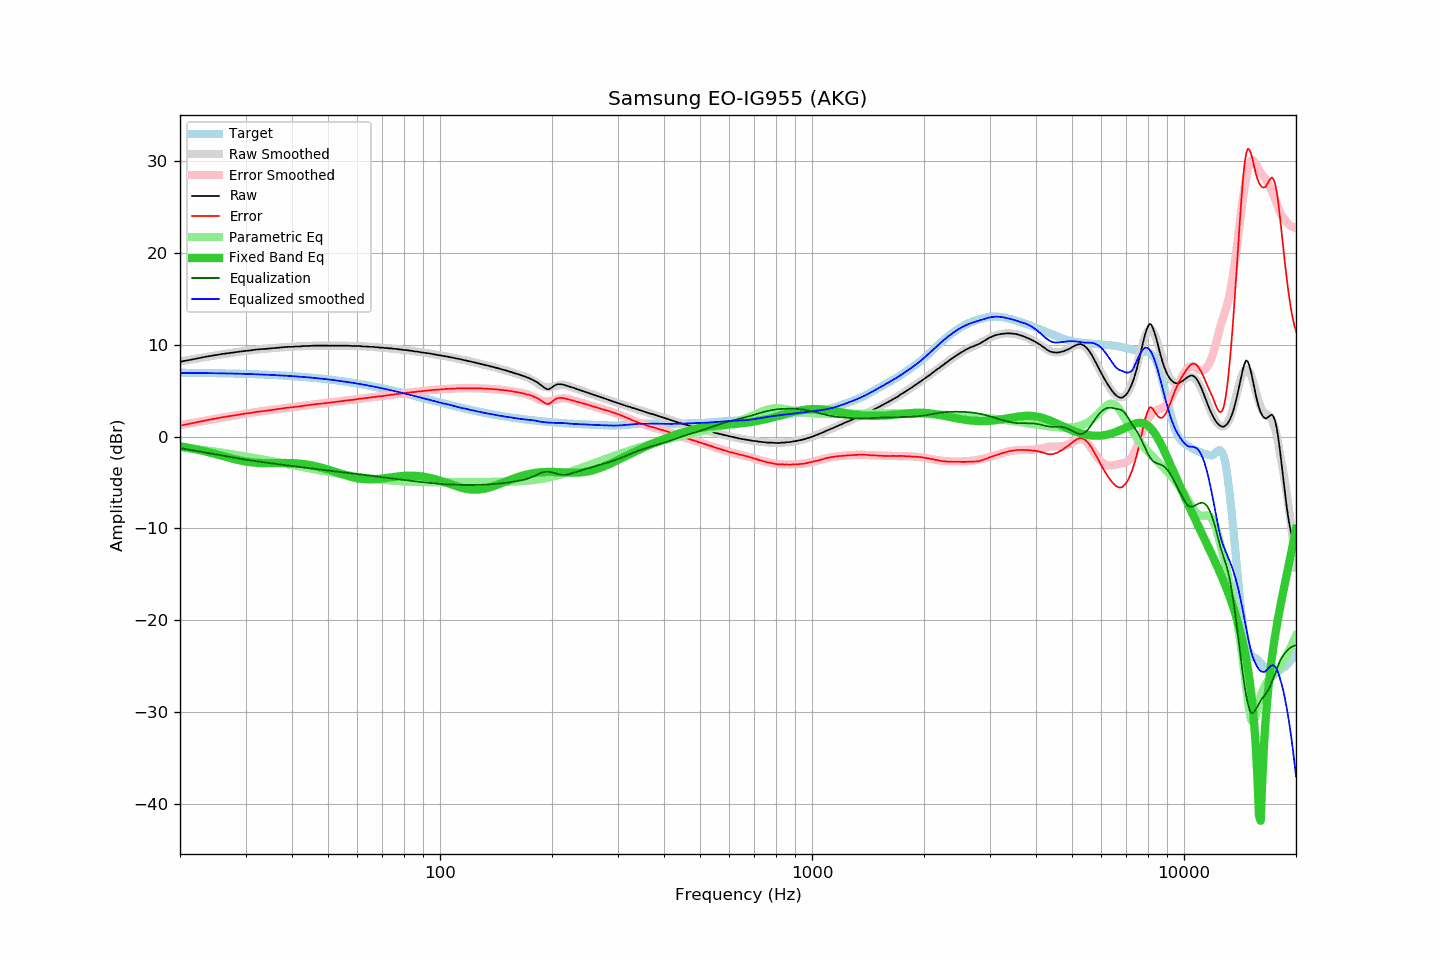 Samsung EO-IG955 (AKG)
Target
Raw Smoothed
Error Smoothed
Raw
Error
Parametric Eq
Fixed Band Eq
Equalization
Equalized smoothed
30
20
10
0
−10
−20
−30
−40
Amplitude (dBr)
100
1000
10000
Frequency (Hz)